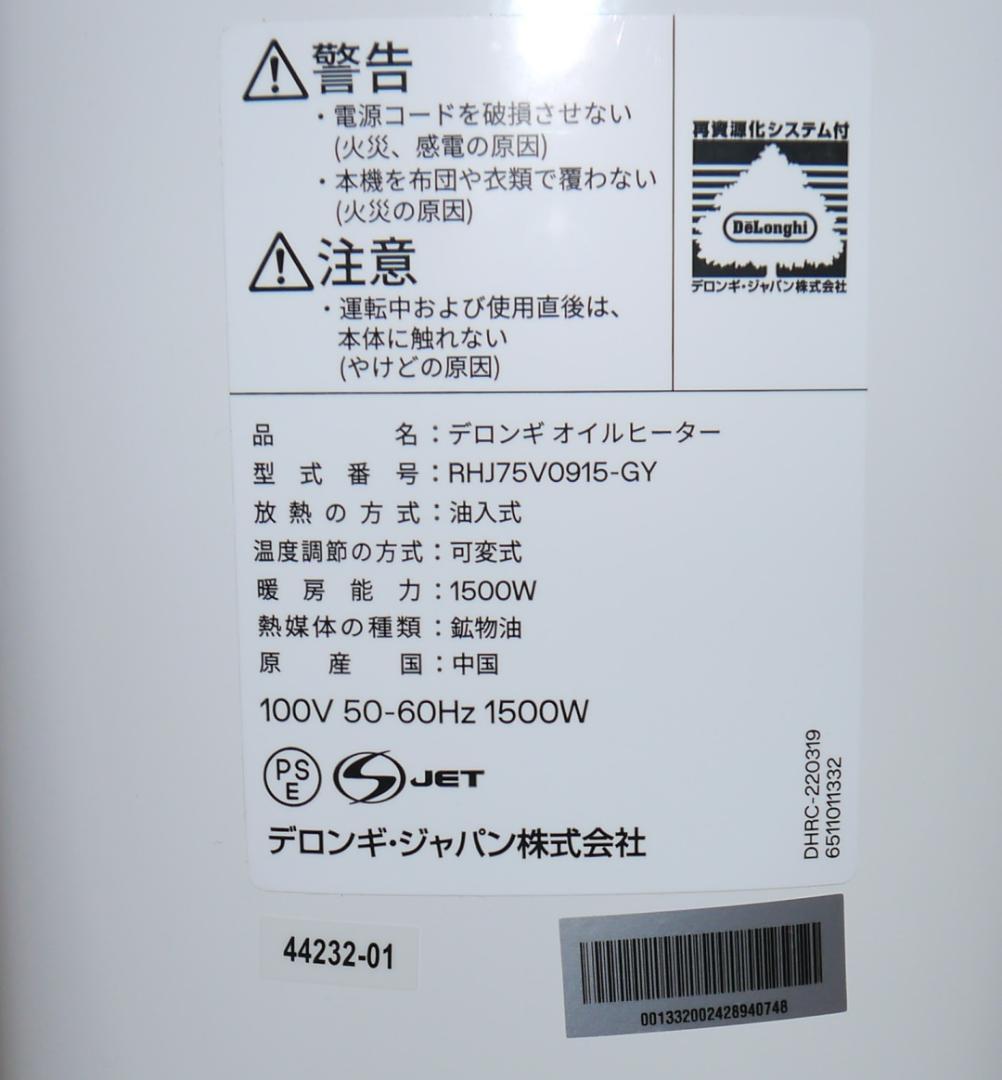 警告
・電源コードを破損させない
(火災、感電の原因)
・本機を布団や衣類で覆わない
(火災の原因)
注意
・運転中および使用直後は、
本体に触れない
(やけどの原因)
再資源化システム付
DēLonghi
デロンギ・ジャパン株式会社
品名：デロンギ オイルヒーター
型式番号：RHJ75V0915-GY
放熱の方式：油入式
温度調節の方式：可変式
暖房能力：1500W
熱媒体の種類：鉱物油
原産国：中国
100V 50-60Hz 1500W
PSE
S JET
デロンギ・ジャパン株式会社
DHRC-220319
6511011332
44232-01
001332002428940748